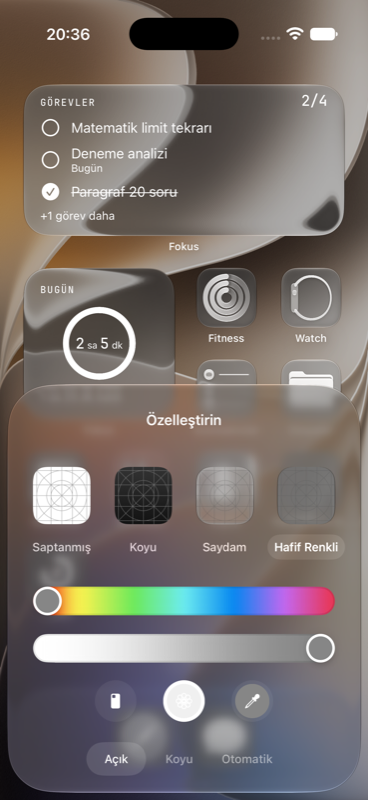 20:36
GÖREVLER
2/4
Matematik limit tekrarı
Deneme analizi
Bugün
Paragraf 20 soru
+1 görev daha
Fokus
BUGÜN
2 sa 5 dk
Fitness
Watch
Özelleştirin
Saptanmış
Koyu
Saydam
Hafif Renkli
Açık
Koyu
Otomatik